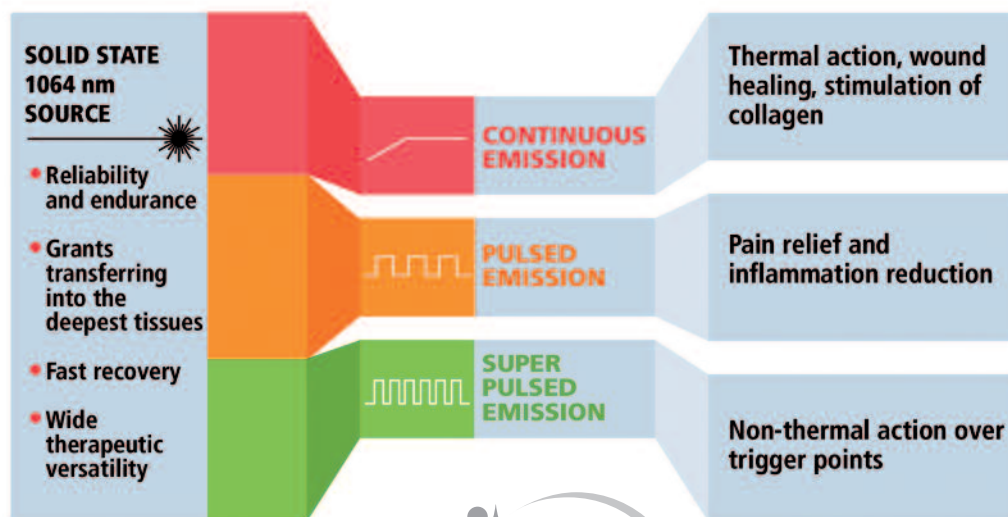 SOLID STATE
1064 nm
SOURCE
• Reliability
and endurance
• Grants
transferring
into the
deepest tissues
• Fast recovery
• Wide
therapeutic
versatility
CONTINUOUS
EMISSION
PULSED
EMISSION
SUPER
PULSED
EMISSION
Thermal action, wound
healing, stimulation of
collagen
Pain relief and
inflammation reduction
Non-thermal action over
trigger points